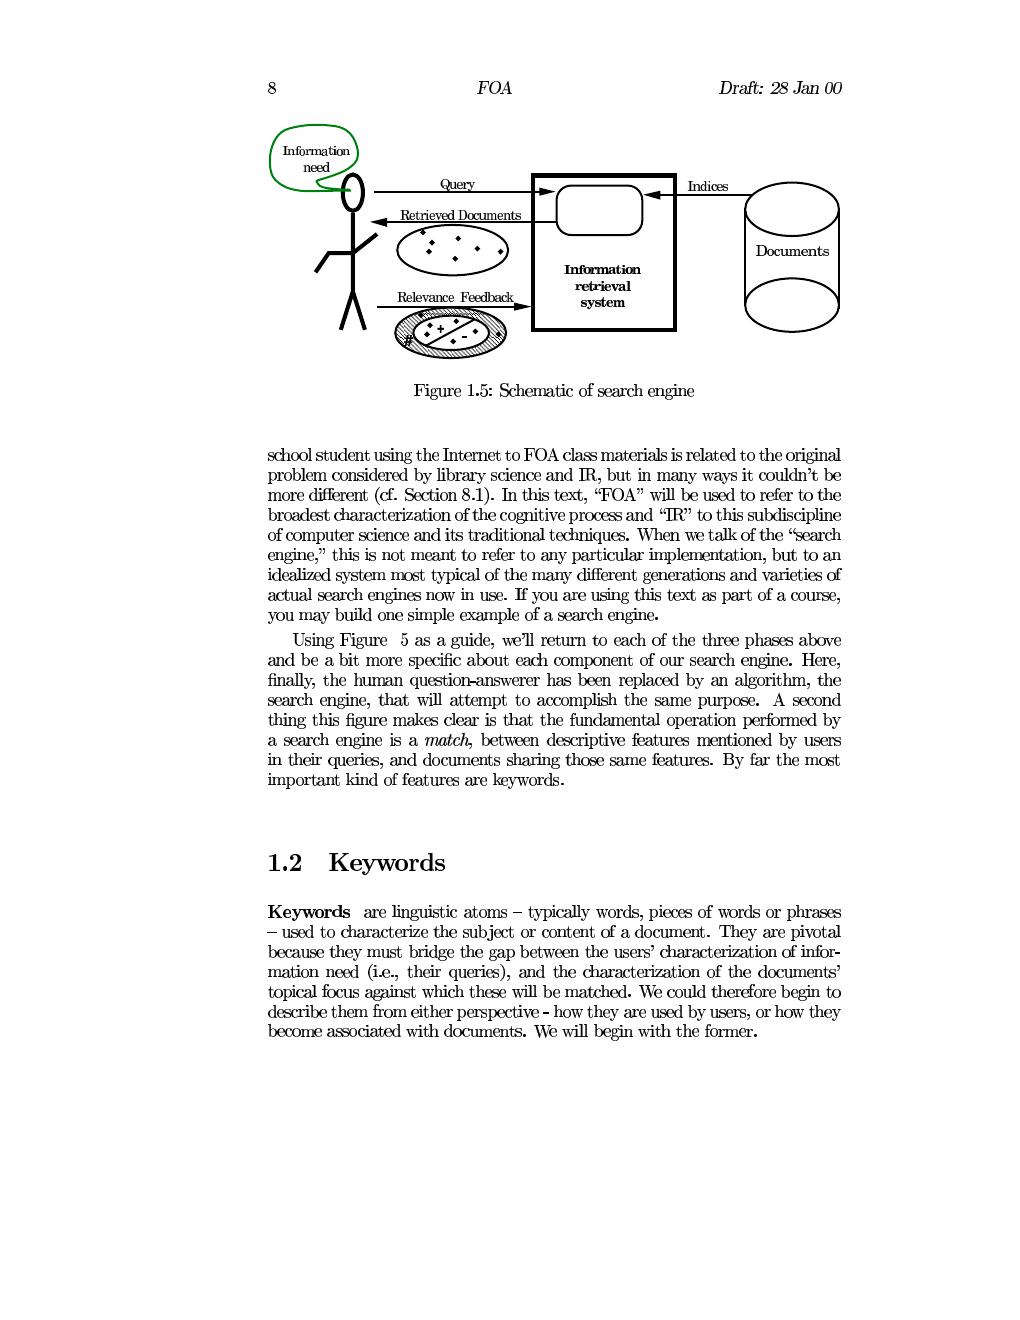 8 FOA Draft: 28 Jan 00
Information
need
Query
Indices
Retrieved Documents
Documents
Information
retrieval
system
Relevance Feedback
+
-
#
Figure 1.5: Schematic of search engine
school student using the Internet to FOA class materials is related to the original
problem considered by library science and IR, but in many ways it couldn't be
more different (cf. Section 8.1). In this text, “FOA” will be used to refer to the
broadest characterization of the cognitive process and “IR” to this subdiscipline
of computer science and its traditional techniques. When we talk of the “search
engine,” this is not meant to refer to any particular implementation, but to an
idealized system most typical of the many different generations and varieties of
actual search engines now in use. If you are using this text as part of a course,
you may build one simple example of a search engine.
Using Figure 5 as a guide, we'll return to each of the three phases above
and be a bit more specific about each component of our search engine. Here,
finally, the human question-answerer has been replaced by an algorithm, the
search engine, that will attempt to accomplish the same purpose. A second
thing this figure makes clear is that the fundamental operation performed by
a search engine is a match, between descriptive features mentioned by users
in their queries, and documents sharing those same features. By far the most
important kind of features are keywords.
1.2 Keywords
Keywords are linguistic atoms – typically words, pieces of words or phrases
– used to characterize the subject or content of a document. They are pivotal
because they must bridge the gap between the users' characterization of infor-
mation need (i.e., their queries), and the characterization of the documents'
topical focus against which these will be matched. We could therefore begin to
describe them from either perspective - how they are used by users, or how they
become associated with documents. We will begin with the former.